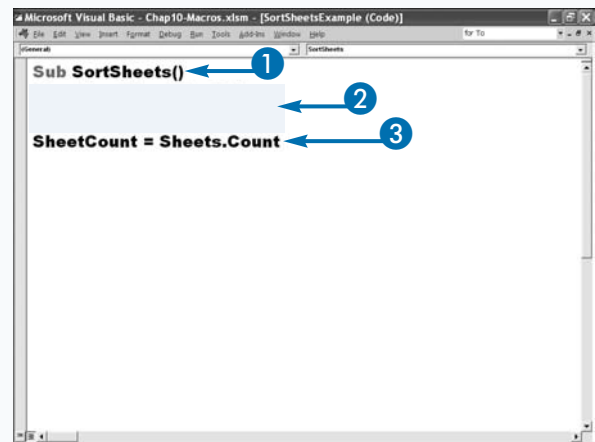 Microsoft Visual Basic - Chap10-Macros.xlsm - [SortSheetsExample (Code)]
File Edit View Insert Format Debug Run Tools Add-Ins Window Help for To
(General) SortSheets
Sub SortSheets() 1
2
SheetCount = Sheets.Count 3